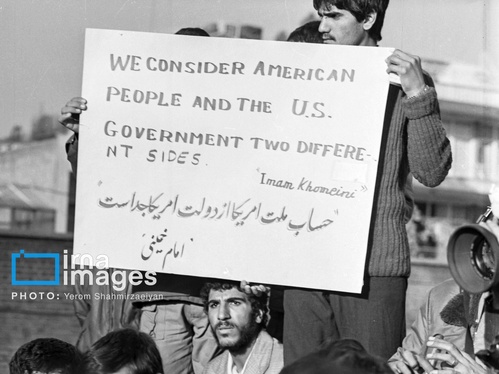 WE CONSIDER AMERICAN
PEOPLE AND THE U.S.
GOVERNMENT TWO DIFFERE-
NT SIDES.
"Imam Khomeini"
"حساب ملت امریکا از دولت امریکا جداست"
"امام خمینی"
irna
images
PHOTO: Yerom Shahmirzaeiyan